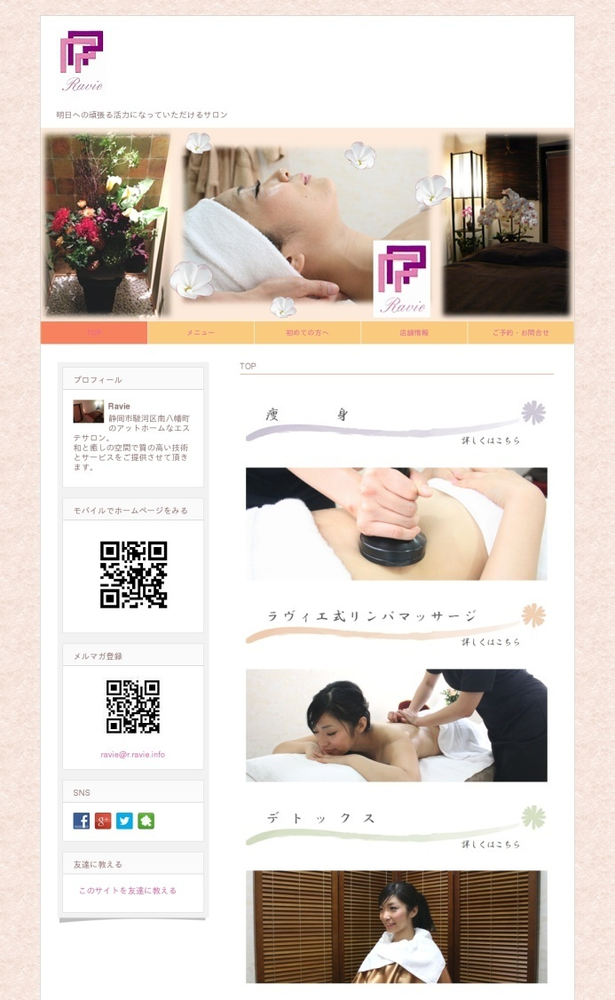 Ravie
明日への頑張る活力になっていただけるサロン
Ravie
TOP
メニュー
初めての方へ
店舗情報
ご予約・お問合せ
プロフィール
Ravie
静岡市駿河区南八幡町
のアットホームなエス
テサロン。
和と癒しの空間で質の高い技術
とサービスをご提供させて頂き
ます。
モバイルでホームページをみる
メルマガ登録
ravie@r.ravie.info
SNS
友達に教える
このサイトを友達に教える
TOP
痩身
詳しくはこちら
ラヴィエ式リンパマッサージ
詳しくはこちら
デトックス
詳しくはこちら